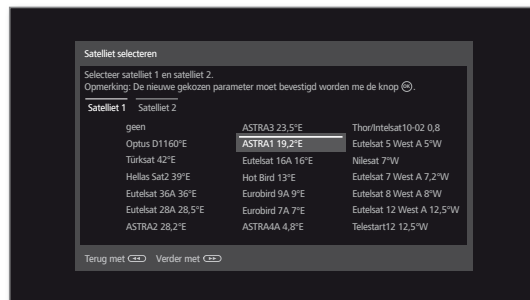 Satelliet selecteren
Selecteer satelliet 1 en satelliet 2.
Opmerking: De nieuwe gekozen parameter moet bevestigd worden me de knop OK.
Satelliet 1 Satelliet 2
geen
Optus D1160°E
Türksat 42°E
Hellas Sat2 39°E
Eutelsat 36A 36°E
Eutelsat 28A 28,5°E
ASTRA2 28,2°E
ASTRA3 23,5°E
ASTRA1 19,2°E
Eutelsat 16A 16°E
Hot Bird 13°E
Eurobird 9A 9°E
Eurobird 7A 7°E
ASTRA4A 4,8°E
Thor/Intelsat10-02 0,8
Eutelsat 5 West A 5°W
Nilesat 7°W
Eutelsat 7 West A 7,2°W
Eutelsat 8 West A 8°W
Eutelsat 12 West A 12,5°W
Telestart12 12,5°W
Terug met ◂◂ Verder met ▸▸